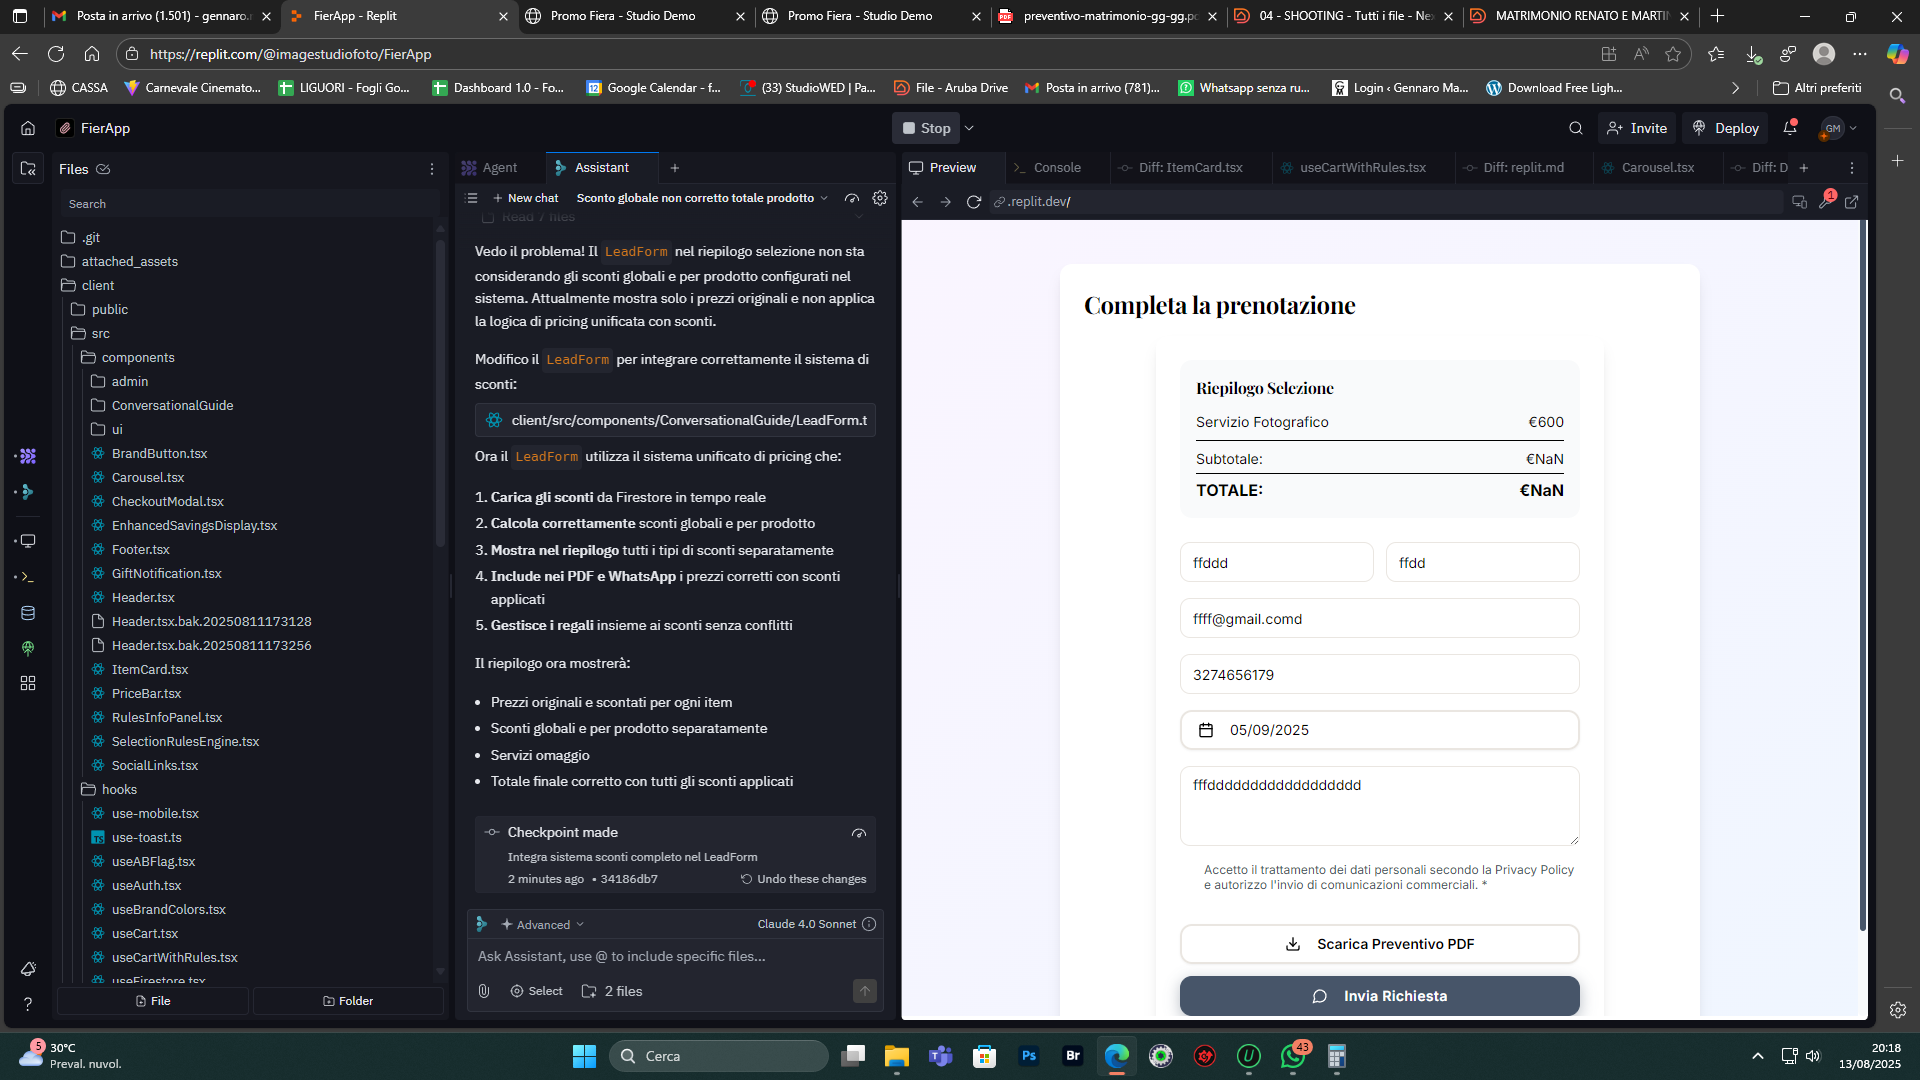 Posta in arrivo (1.501) - gennaro.m
FierApp - Replit
Promo Fiera - Studio Demo
Promo Fiera - Studio Demo
preventivo-matrimonio-gg-gg.pd
04 - SHOOTING - Tutti i file - Nex
MATRIMONIO RENATO E MARTIN
https://replit.com/@imagestudiofoto/FierApp
CASSA
Carnevale Cinemato...
LIGUORI - Fogli Go...
Dashboard 1.0 - Fo...
Google Calendar - f...
(33) StudioWED | Pa...
File - Aruba Drive
Posta in arrivo (781)...
Whatsapp senza ru...
Login ‹ Gennaro Ma...
Download Free Ligh...
Altri preferiti
FierApp
Stop
Invite
Deploy
GM
Files
Search
.git
attached_assets
client
public
src
components
admin
ConversationalGuide
ui
BrandButton.tsx
Carousel.tsx
CheckoutModal.tsx
EnhancedSavingsDisplay.tsx
Footer.tsx
GiftNotification.tsx
Header.tsx
Header.tsx.bak.20250811173128
Header.tsx.bak.20250811173256
ItemCard.tsx
PriceBar.tsx
RulesInfoPanel.tsx
SelectionRulesEngine.tsx
SocialLinks.tsx
hooks
use-mobile.tsx
use-toast.ts
useABFlag.tsx
useAuth.tsx
useBrandColors.tsx
useCart.tsx
useCartWithRules.tsx
useFirestore.tsx
File
Folder
Agent
Assistant
New chat
Sconto globale non corretto totale prodotto
Read 7 files
Vedo il problema! Il LeadForm nel riepilogo selezione non sta
considerando gli sconti globali e per prodotto configurati nel
sistema. Attualmente mostra solo i prezzi originali e non applica
la logica di pricing unificata con sconti.
Modifico il LeadForm per integrare correttamente il sistema di
sconti:
client/src/components/ConversationalGuide/LeadForm.t
Ora il LeadForm utilizza il sistema unificato di pricing che:
1. Carica gli sconti da Firestore in tempo reale
2. Calcola correttamente sconti globali e per prodotto
3. Mostra nel riepilogo tutti i tipi di sconti separatamente
4. Include nei PDF e WhatsApp i prezzi corretti con sconti
applicati
5. Gestisce i regali insieme ai sconti senza conflitti
Il riepilogo ora mostrerà:
• Prezzi originali e scontati per ogni item
• Sconti globali e per prodotto separatamente
• Servizi omaggio
• Totale finale corretto con tutti gli sconti applicati
Checkpoint made
Integra sistema sconti completo nel LeadForm
2 minutes ago • 34186db7
Undo these changes
Advanced
Claude 4.0 Sonnet
Ask Assistant, use @ to include specific files...
Select
2 files
Preview
Console
Diff: ItemCard.tsx
useCartWithRules.tsx
Diff: replit.md
Carousel.tsx
Diff: D
.replit.dev/
1
Completa la prenotazione
Riepilogo Selezione
Servizio Fotografico €600
Subtotale: €NaN
TOTALE: €NaN
ffddd
ffdd
ffff@gmail.comd
3274656179
05/09/2025
fffddddddddddddddddddd
Accetto il trattamento dei dati personali secondo la Privacy Policy
e autorizzo l'invio di comunicazioni commerciali. *
Scarica Preventivo PDF
Invia Richiesta
5
30°C
Preval. nuvol.
Cerca
Ps
Br
43
20:18
13/08/2025